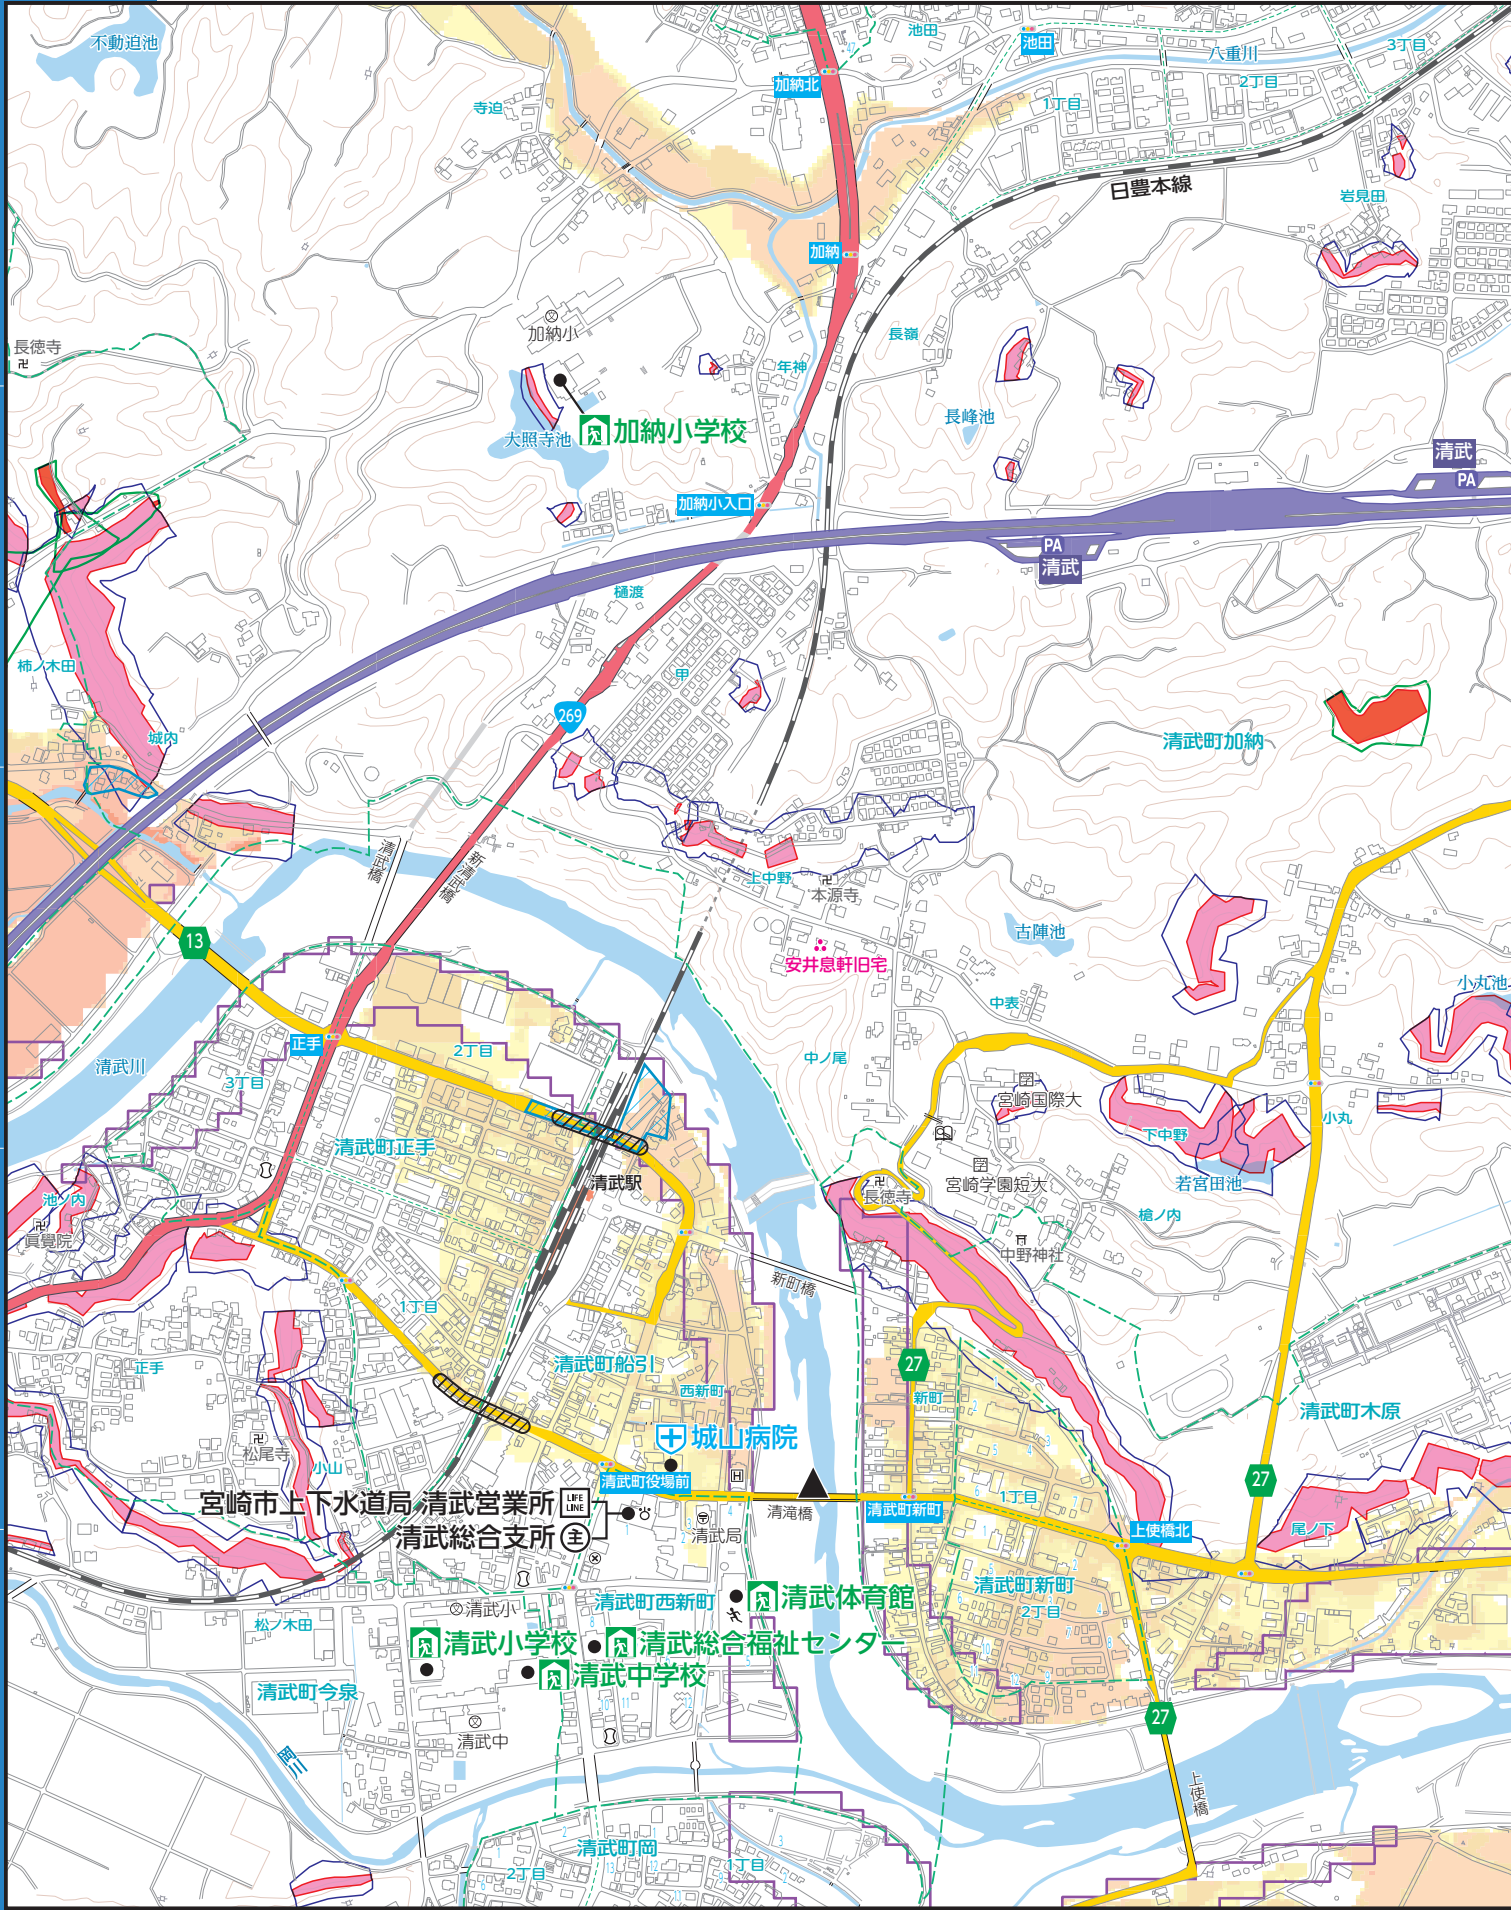 不動迫池
池田
47
池田
八重川
3丁目
加納北
2丁目
1丁目
寺迫
日豊本線
岩見田
加納
加納小
長嶺
長徳寺
年神
長峰池
加納小学校
大照寺池
清武
PA
加納小入口
PA
清武
樋渡
柿ノ木田
甲
269
城内
清武町加納
清武橋
新清武橋
上中野
本源寺
13
古陣池
安井息軒旧宅
小丸池
中表
正手
2丁目
中ノ尾
清武川
3丁目
宮崎国際大
小丸
下中野
清武町正手
清武駅
宮崎学園短大
若宮田池
池ノ内
長徳寺
檜ノ内
眞覺院
中野神社
新町橋
1丁目
清武町船引
27
正手
西新町
新町
清武町木原
城山病院
松尾寺
小山
27
清武町役場前
宮崎市上下水道局 清武営業所
LIFE
LINE
清滝橋
清武町新町
1丁目
清武総合支所
主
清武局
上使橋北
尾ノ下
清武町新町
清武体育館
清武町西新町
2丁目
清武小
松ノ木田
清武小学校
清武総合福祉センター
清武中学校
清武町今泉
27
清武中
岡川
上使橋
清武町岡
2丁目
1丁目